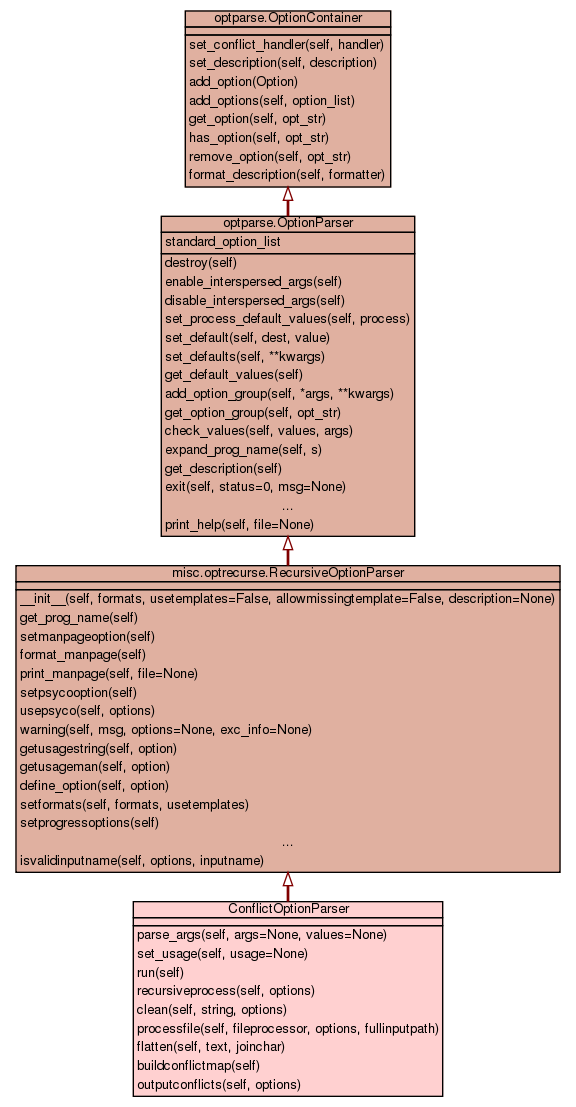 optparse.OptionContainer
set_conflict_handler(self, handler)
set_description(self, description)
add_option(Option)
add_options(self, option_list)
get_option(self, opt_str)
has_option(self, opt_str)
remove_option(self, opt_str)
format_description(self, formatter)
optparse.OptionParser
standard_option_list
destroy(self)
enable_interspersed_args(self)
disable_interspersed_args(self)
set_process_default_values(self, process)
set_default(self, dest, value)
set_defaults(self, **kwargs)
get_default_values(self)
add_option_group(self, *args, **kwargs)
get_option_group(self, opt_str)
check_values(self, values, args)
expand_prog_name(self, s)
get_description(self)
exit(self, status=0, msg=None)
...
print_help(self, file=None)
misc.optrecurse.RecursiveOptionParser
__init__(self, formats, usetemplates=False, allowmissingtemplate=False, description=None)
get_prog_name(self)
setmanpageoption(self)
format_manpage(self)
print_manpage(self, file=None)
setpsycooption(self)
usepsyco(self, options)
warning(self, msg, options=None, exc_info=None)
getusagestring(self, option)
getusageman(self, option)
define_option(self, option)
setformats(self, formats, usetemplates)
setprogressoptions(self)
...
isvalidinputname(self, options, inputname)
ConflictOptionParser
parse_args(self, args=None, values=None)
set_usage(self, usage=None)
run(self)
recursiveprocess(self, options)
clean(self, string, options)
processfile(self, fileprocessor, options, fullinputpath)
flatten(self, text, joinchar)
buildconflictmap(self)
outputconflicts(self, options)